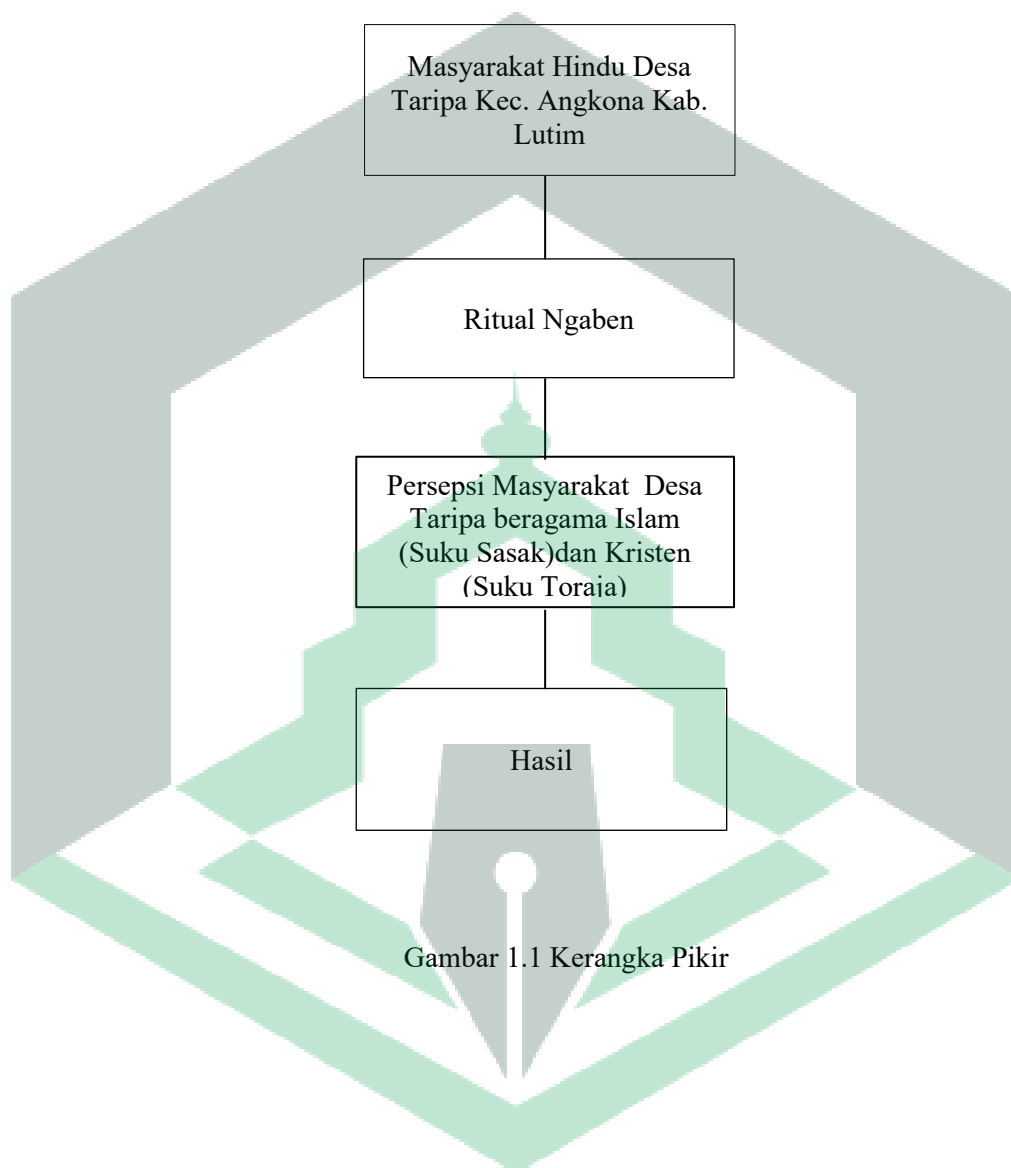 Masyarakat Hindu Desa
Taripa Kec. Angkona Kab.
Lutim
Ritual Ngaben
Persepsi Masyarakat Desa
Taripa beragama Islam
(Suku Sasak)dan Kristen
(Suku Toraja)
Hasil
Gambar 1.1 Kerangka Pikir